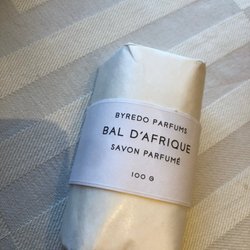 BYREDO PARFUMS
BAL D'AFRIQUE
SAVON PARFUMÉ
100 G